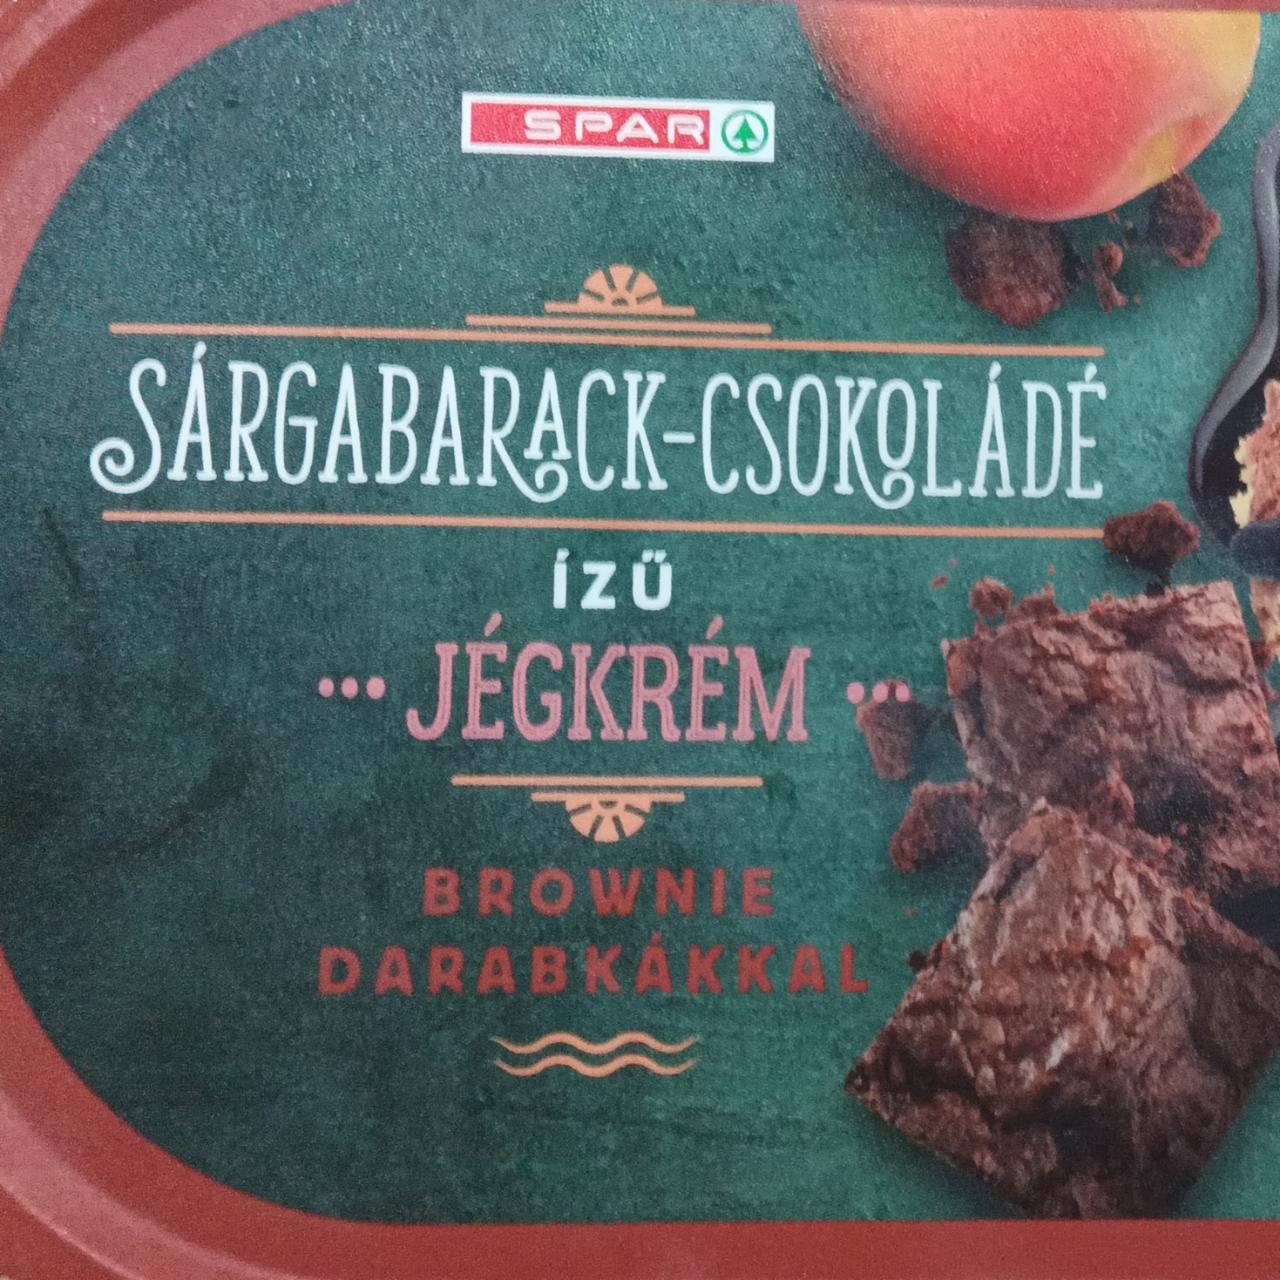 SPAR
SÁRGABARACK-CSOKOLÁDÉ
ÍZŰ
JÉGKRÉM
BROWNIE
DARABKÁKKAL